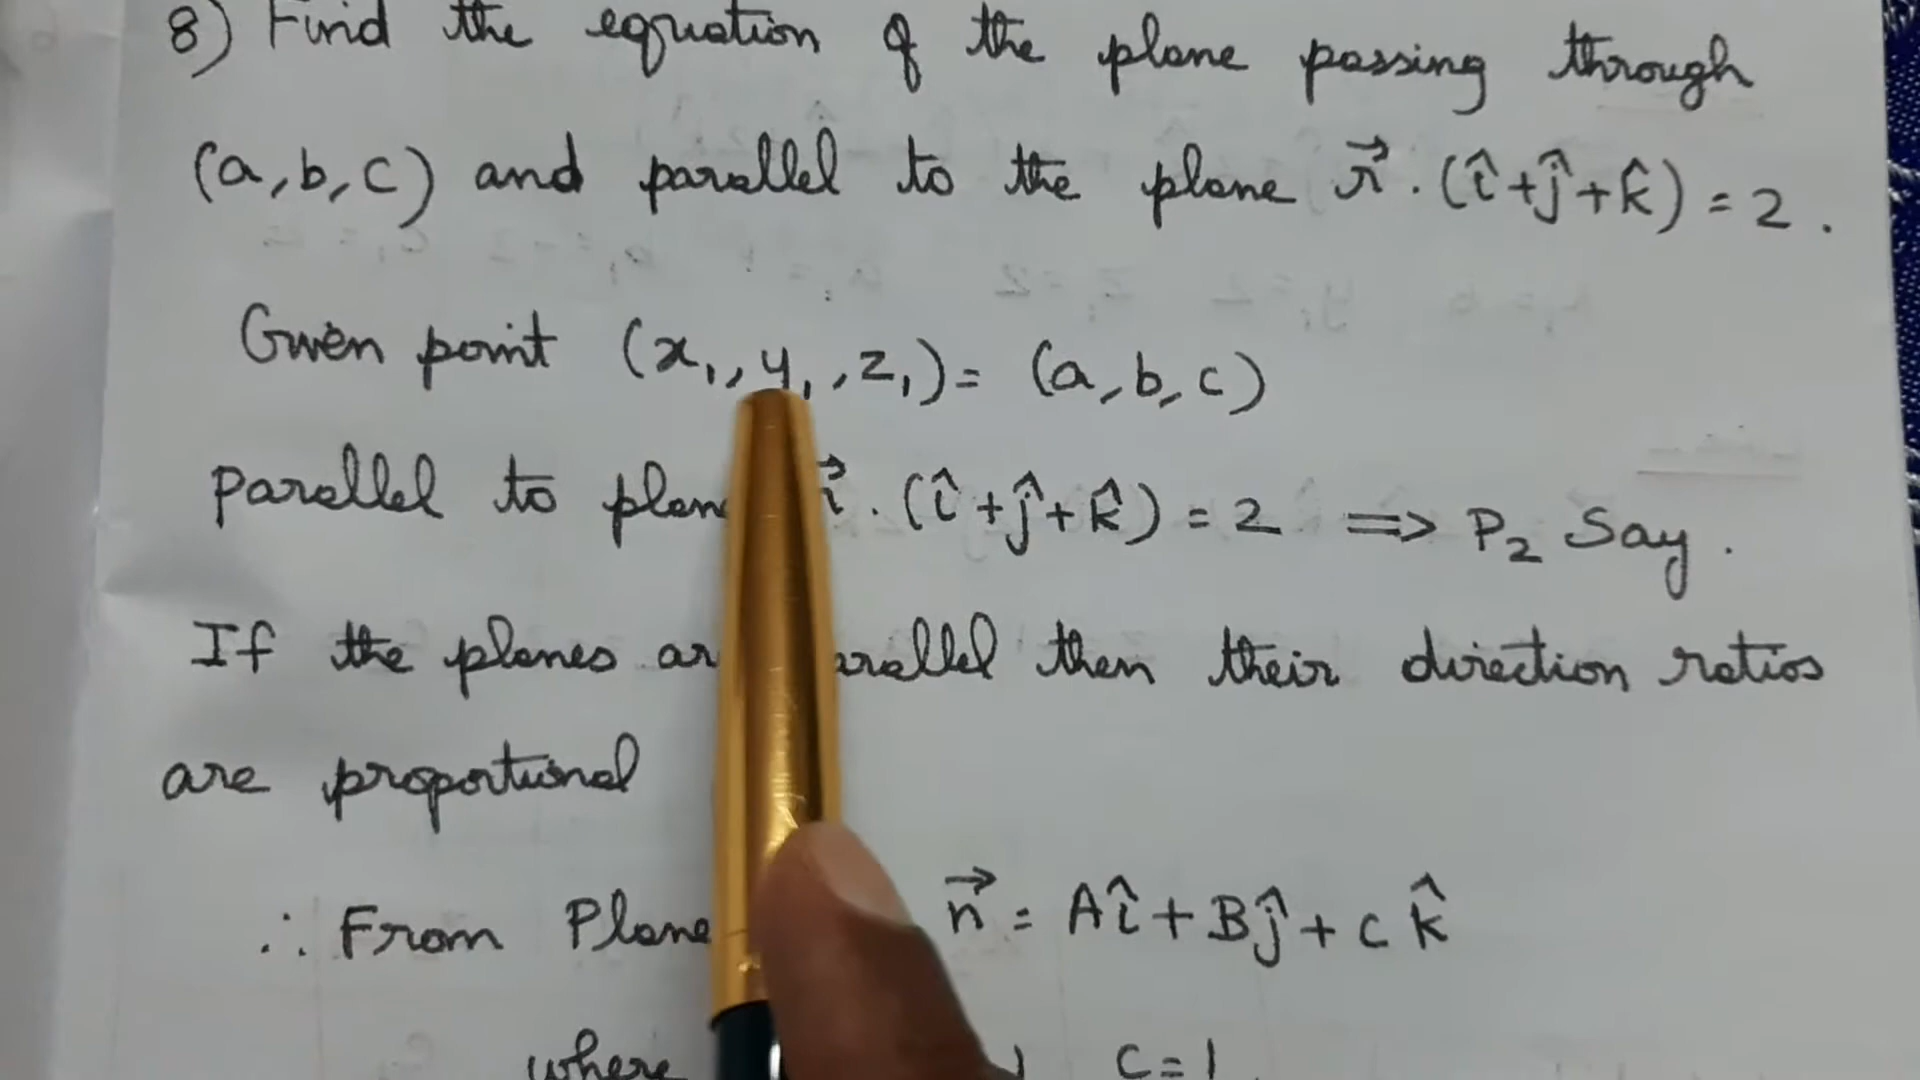 8) Find the equation of the plane passing through
(a, b, c) and parallel to the plane r⃗ . (î + ĵ + k̂) = 2 .
Given point (x₁, y₁, z₁) = (a, b, c)
Parallel to plan . (î + ĵ + k̂) = 2 ⇒ P₂ Say .
If the planes ar rallel then their direction ratios
are proportional
∴ From Plane n⃗ = Aî + Bĵ + C k̂
where C = 1